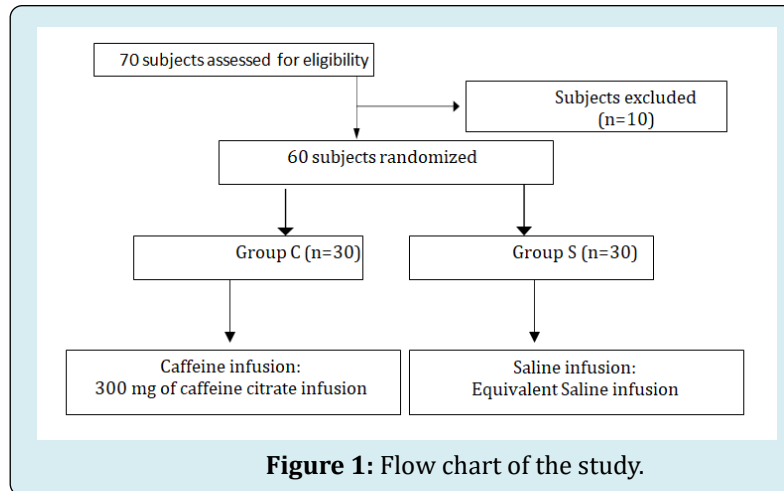 70 subjects assessed for eligibility
Subjects excluded
(n=10)
60 subjects randomized
Group C (n=30)
Group S (n=30)
Caffeine infusion:
300 mg of caffeine citrate infusion
Saline infusion:
Equivalent Saline infusion
Figure 1: Flow chart of the study.